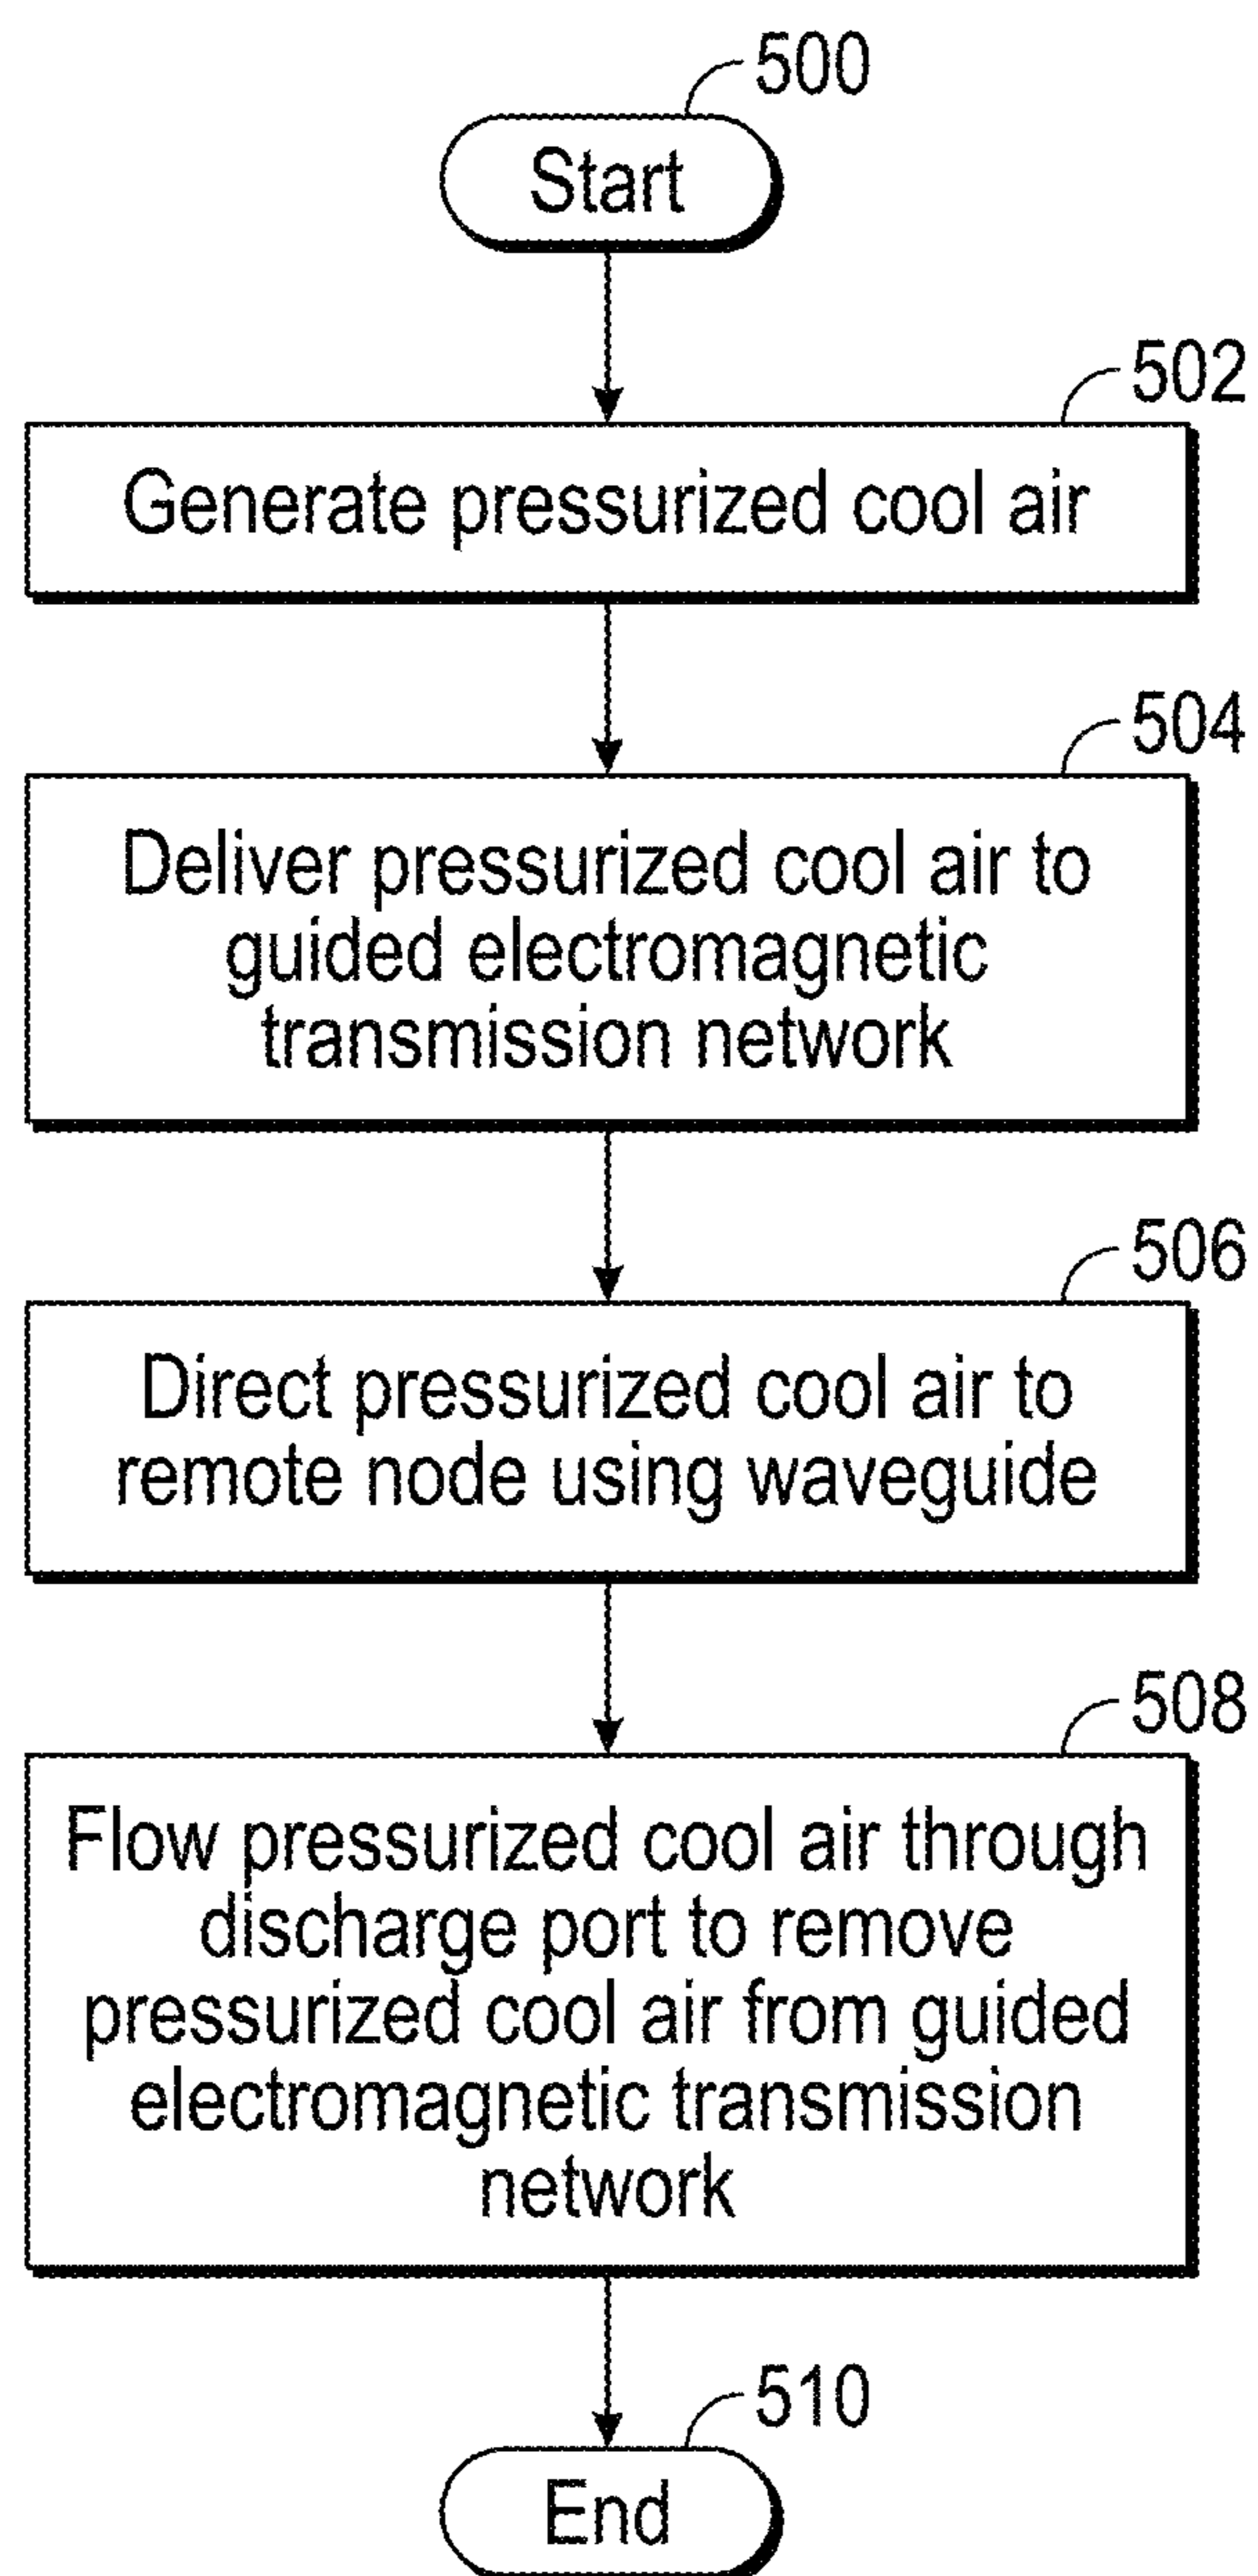 500
Start
502
Generate pressurized cool air
504
Deliver pressurized cool air to
guided electromagnetic
transmission network
506
Direct pressurized cool air to
remote node using waveguide
508
Flow pressurized cool air through
discharge port to remove
pressurized cool air from guided
electromagnetic transmission
network
510
End